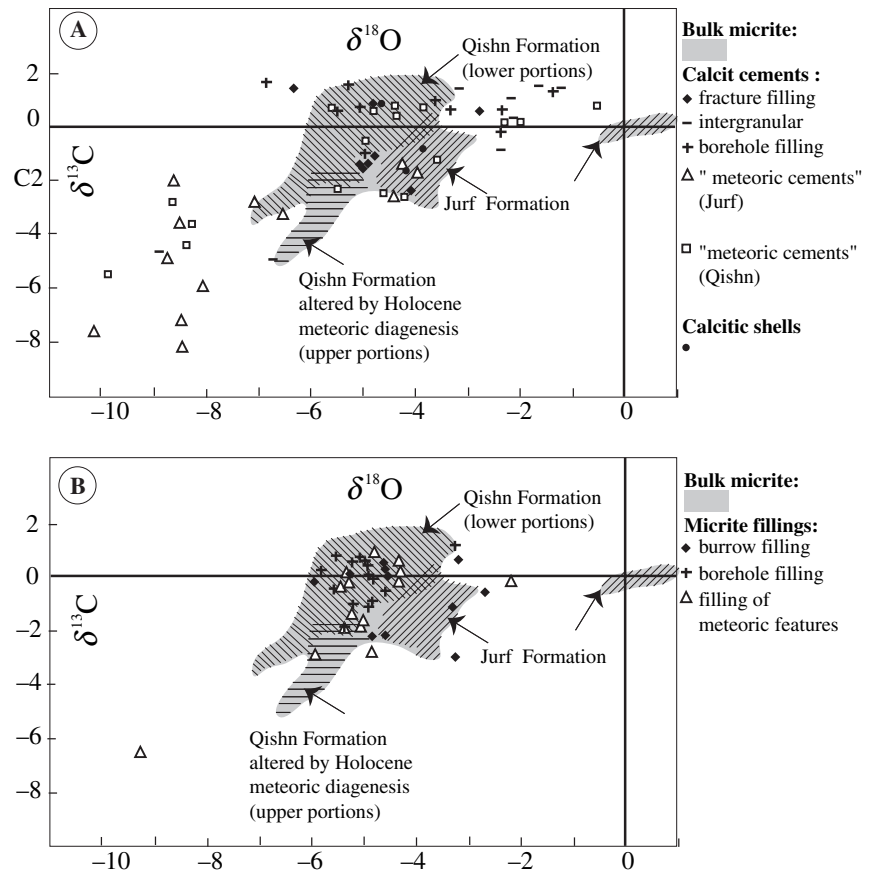 A
δ18O
Qishn Formation
(lower portions)
2
0
C2
−4
−6
−8
δ13C
Jurf Formation
Qishn Formation
altered by Holocene
meteoric diagenesis
(upper portions)
−10
−8
−6
−4
−2
0
Bulk micrite:
Calcit cements :
fracture filling
intergranular
borehole filling
" meteoric cements"
(Jurf)
"meteoric cements"
(Qishn)
Calcitic shells
B
δ18O
Qishn Formation
(lower portions)
2
0
−2
−4
−6
−8
δ13C
Jurf Formation
Qishn Formation
altered by Holocene
meteoric diagenesis
(upper portions)
−10
−8
−6
−4
−2
0
Bulk micrite:
Micrite fillings:
burrow filling
borehole filling
filling of
meteoric features